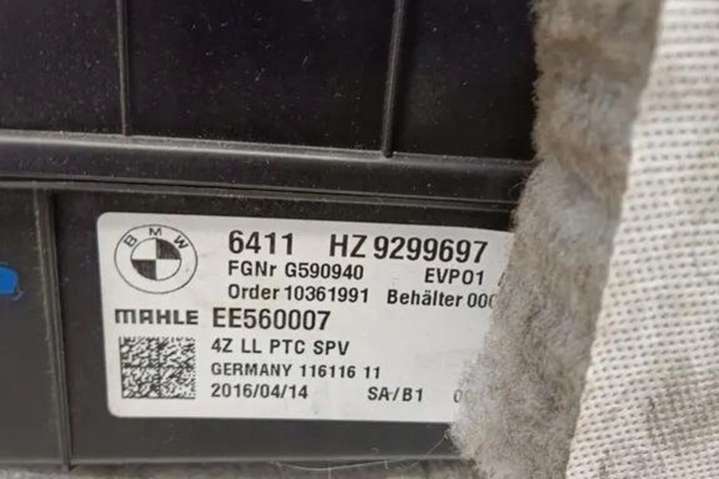 BMW
6411 HZ 9299697
FGNr G590940 EVP01
Order 10361991 Behälter
MAHLE EE560007
4Z LL PTC SPV
GERMANY 116116 11
2016/04/14 SA/B1